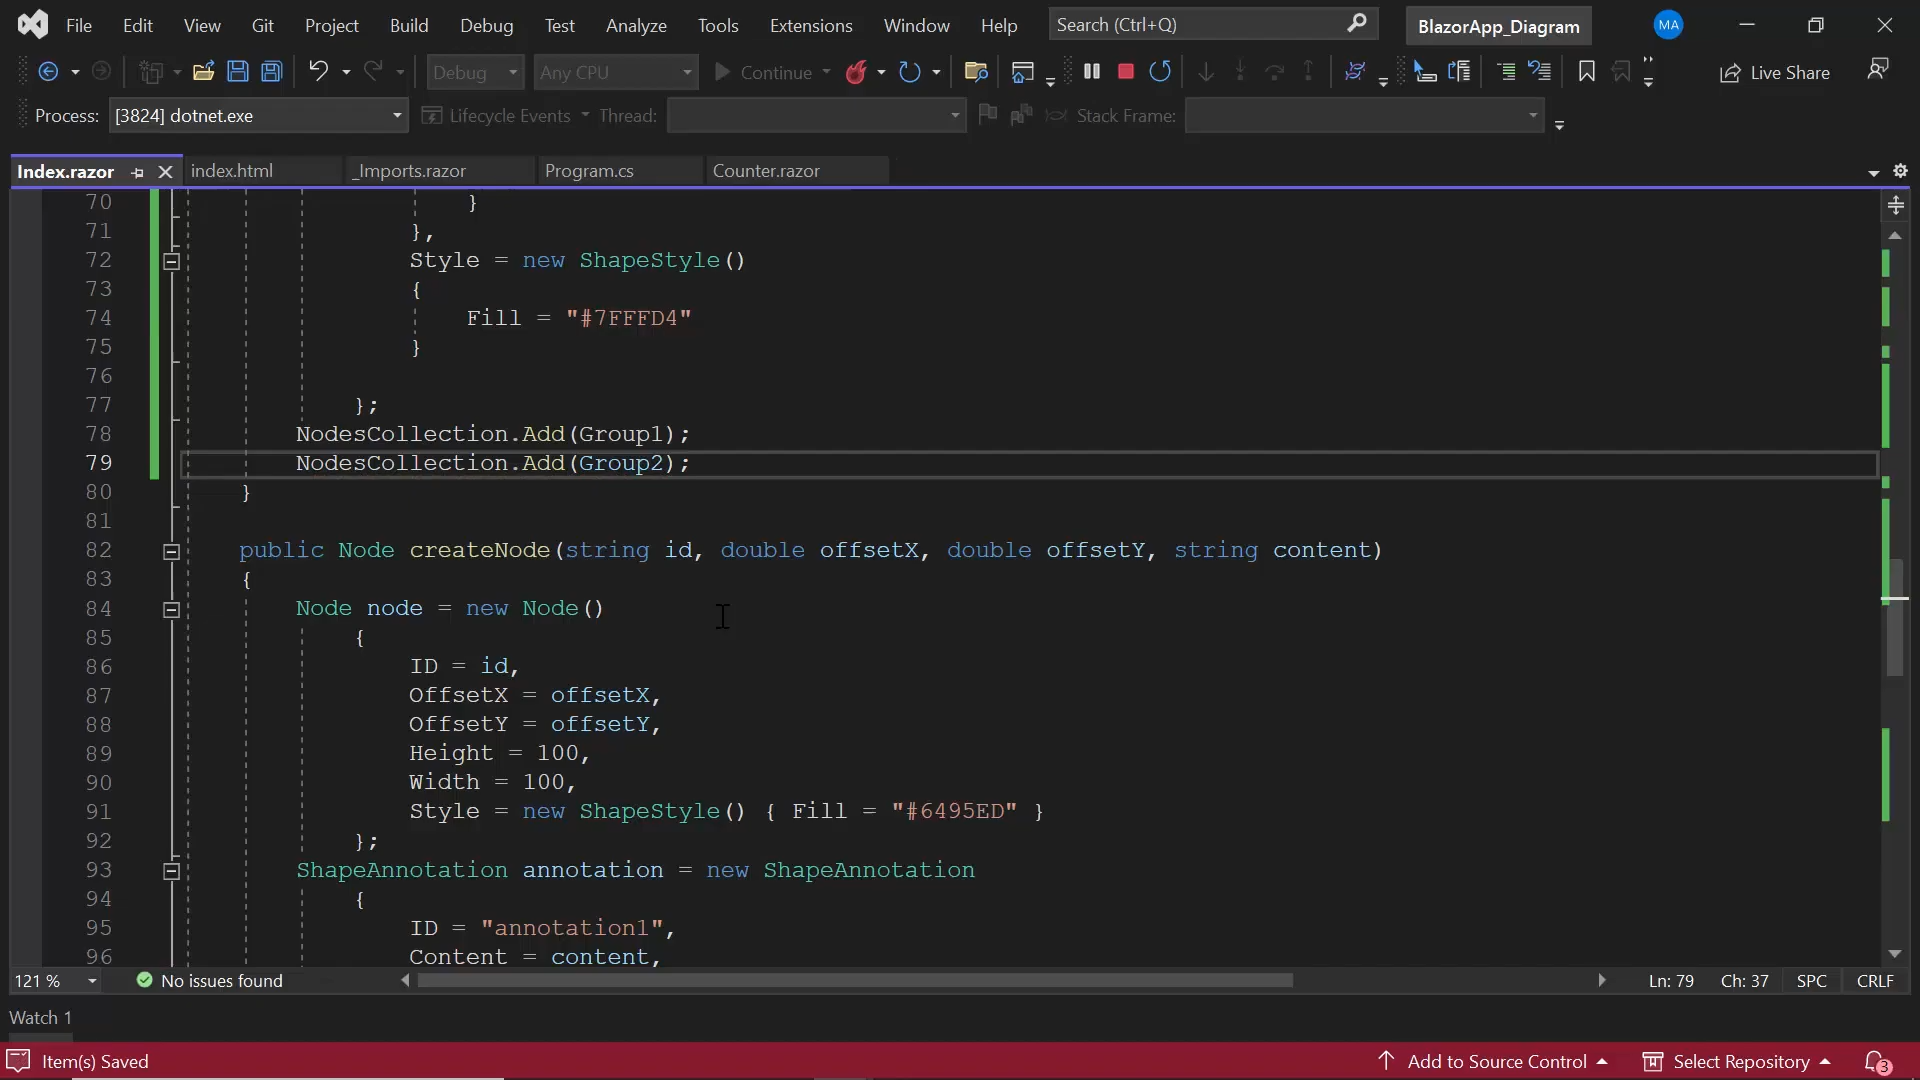 File Edit View Git Project Build Debug Test Analyze Tools Extensions Window Help Search (Ctrl+Q) BlazorApp_Diagram MA
Debug Any CPU Continue Live Share
Process: [3824] dotnet.exe Lifecycle Events Thread: Stack Frame:
Index.razor index.html _Imports.razor Program.cs Counter.razor
70 }
71 },
72 Style = new ShapeStyle()
73 {
74 Fill = "#7FFFD4"
75 }
76
77 };
78 NodesCollection.Add(Group1);
79 NodesCollection.Add(Group2);
80 }
81
82 public Node createNode(string id, double offsetX, double offsetY, string content)
83 {
84 Node node = new Node()
85 {
86 ID = id,
87 OffsetX = offsetX,
88 OffsetY = offsetY,
89 Height = 100,
90 Width = 100,
91 Style = new ShapeStyle() { Fill = "#6495ED" }
92 };
93 ShapeAnnotation annotation = new ShapeAnnotation
94 {
95 ID = "annotation1",
96 Content = content,
121 % No issues found Ln: 79 Ch: 37 SPC CRLF
Watch 1
Item(s) Saved Add to Source Control Select Repository 3